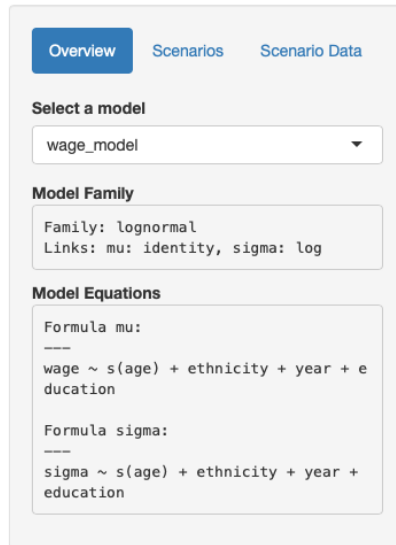 Overview Scenarios Scenario Data
Select a model
wage_model
Model Family
Family: lognormal
Links: mu: identity, sigma: log
Model Equations
Formula mu:
———
wage ~ s(age) + ethnicity + year + e
ducation
Formula sigma:
———
sigma ~ s(age) + ethnicity + year +
education